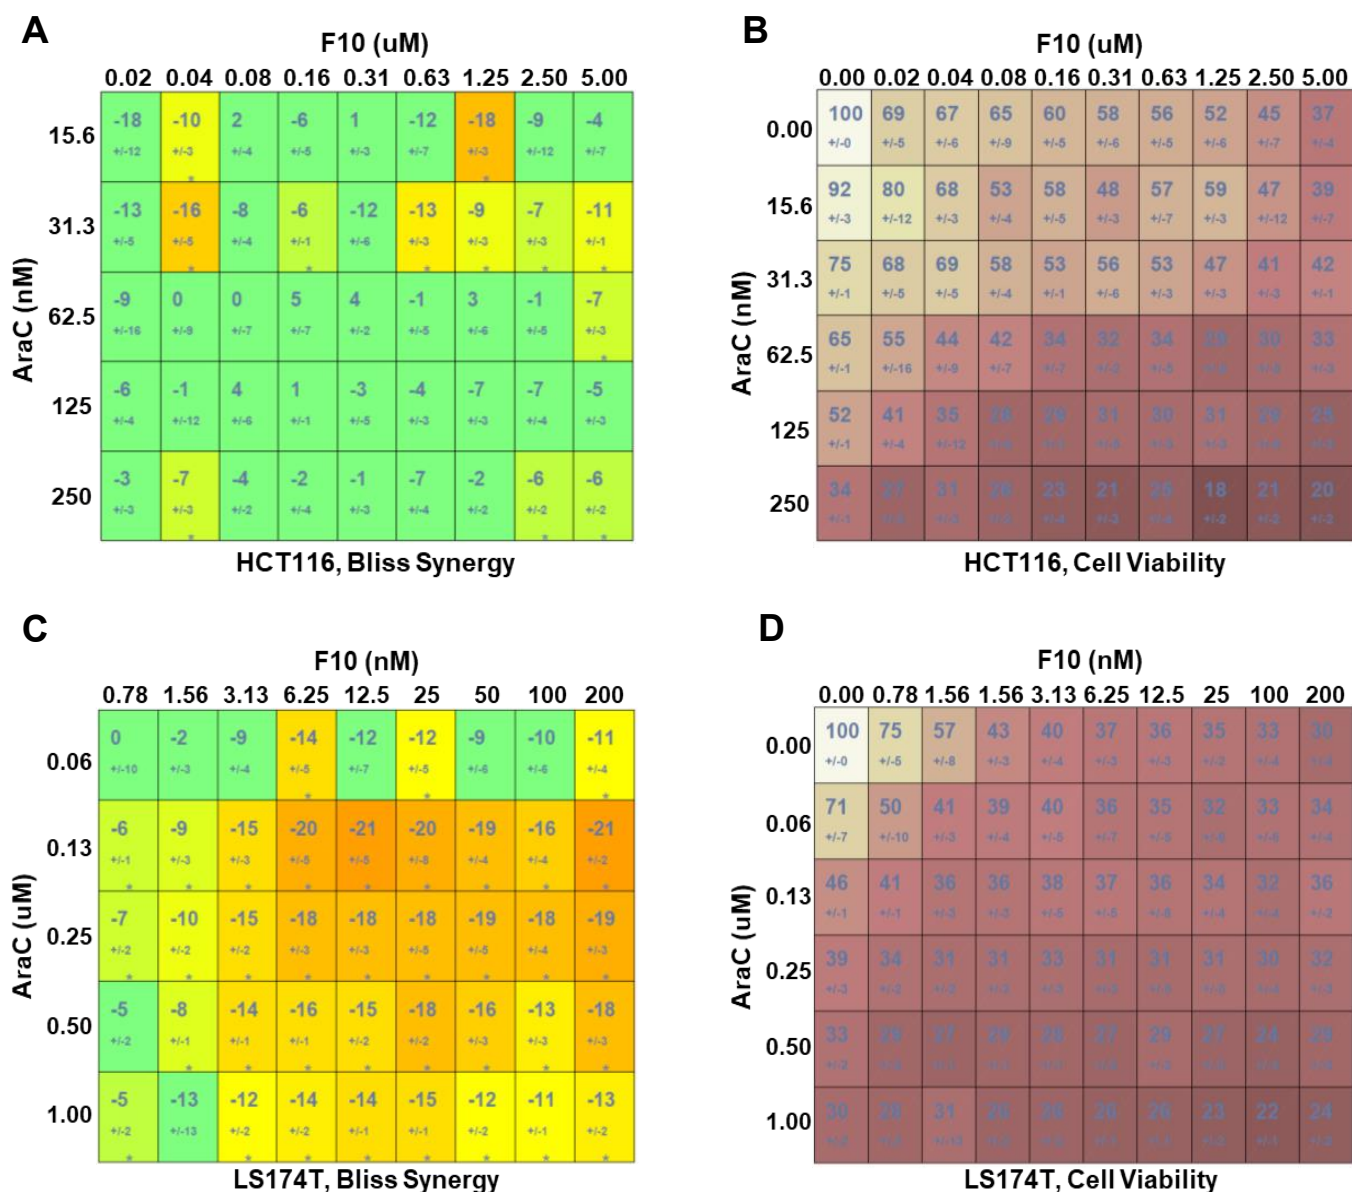 A
F10 (uM)
0.02 0.04 0.08 0.16 0.31 0.63 1.25 2.50 5.00
AraC (nM)
15.6 -18 -10 2 -6 1 -12 -18 -9 -4
+/-12 +/-3 +/-4 +/-5 +/-3 +/-7 +/-3 +/-12 +/-7
* *
31.3 -13 -16 -8 -6 -12 -13 -9 -7 -11
+/-5 +/-5 +/-4 +/-1 +/-6 +/-3 +/-3 +/-3 +/-1
* * * * * *
62.5 -9 0 0 5 4 -1 3 -1 -7
+/-16 +/-9 +/-7 +/-7 +/-2 +/-5 +/-6 +/-5 +/-3
*
125 -6 -1 4 1 -3 -4 -7 -7 -5
+/-4 +/-12 +/-6 +/-1 +/-5 +/-3 +/-3 +/-4 +/-3
250 -3 -7 -4 -2 -1 -7 -2 -6 -6
+/-3 +/-3 +/-2 +/-4 +/-3 +/-4 +/-2 +/-2 +/-2
* * *
HCT116, Bliss Synergy
B
F10 (uM)
0.00 0.02 0.04 0.08 0.16 0.31 0.63 1.25 2.50 5.00
AraC (nM)
0.00 100 69 67 65 60 58 56 52 45 37
+/-0 +/-5 +/-6 +/-9 +/-5 +/-6 +/-5 +/-6 +/-7 +/-4
15.6 92 80 68 53 58 48 57 59 47 39
+/-3 +/-12 +/-3 +/-4 +/-5 +/-3 +/-7 +/-3 +/-12 +/-7
31.3 75 68 69 58 53 56 53 47 41 42
+/-1 +/-5 +/-5 +/-4 +/-1 +/-6 +/-3 +/-3 +/-3 +/-1
62.5 65 55 44 42 34 32 34 30 33
+/-1 +/-16 +/-9 +/-7 +/-7 +/-5 +/-3
125 52 41 35 29 31 30 31 29
+/-1 +/-4 +/-12
250 34 27 31 23 21 25 18 21 20
+/-1 +/-2 +/-2 +/-2
HCT116, Cell Viability
C
F10 (nM)
0.78 1.56 3.13 6.25 12.5 25 50 100 200
AraC (uM)
0.06 0 -2 -9 -14 -12 -12 -9 -10 -11
+/-10 +/-3 +/-4 +/-5 +/-7 +/-5 +/-6 +/-6 +/-4
* * *
0.13 -6 -9 -15 -20 -21 -20 -19 -16 -21
+/-1 +/-3 +/-3 +/-5 +/-5 +/-8 +/-4 +/-4 +/-2
* * * * * * * * *
0.25 -7 -10 -15 -18 -18 -18 -19 -18 -19
+/-2 +/-2 +/-2 +/-3 +/-3 +/-5 +/-5 +/-4 +/-3
* * * * * * * * *
0.50 -5 -8 -14 -16 -15 -18 -16 -13 -18
+/-2 +/-1 +/-1 +/-1 +/-2 +/-2 +/-3 +/-3 +/-3
* * * * * * * *
1.00 -5 -13 -12 -14 -14 -15 -12 -11 -13
+/-2 +/-13 +/-2 +/-2 +/-1 +/-1 +/-2 +/-1 +/-2
* * * * * * * *
LS174T, Bliss Synergy
D
F10 (nM)
0.00 0.78 1.56 1.56 3.13 6.25 12.5 25 100 200
AraC (uM)
0.00 100 75 57 43 40 37 36 35 33 30
+/-0 +/-5 +/-8 +/-3 +/-4 +/-3 +/-3 +/-2 +/-4
0.06 71 50 41 39 40 36 35 32 33 34
+/-7 +/-10 +/-3 +/-4 +/-5 +/-7 +/-6 +/-4
0.13 46 41 36 36 38 37 36 34 32 36
+/-1 +/-1 +/-3 +/-3 +/-5 +/-5 +/-8 +/-4 +/-4 +/-2
0.25 39 34 31 31 33 31 31 31 30 32
+/-3
0.50 33 27 27 29 27 24
+/-2
1.00 30 28 31 26 23 22 24
+/-13 +/-1
LS174T, Cell Viability